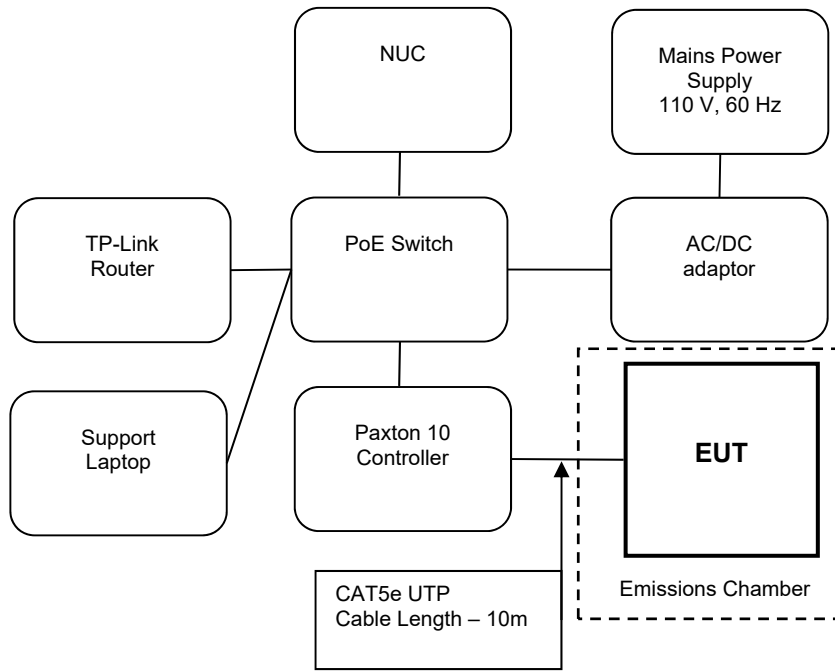 NUC
Mains Power
Supply
110 V, 60 Hz
TP-Link
Router
PoE Switch
AC/DC
adaptor
Support
Laptop
Paxton 10
Controller
EUT
Emissions Chamber
CAT5e UTP
Cable Length – 10m